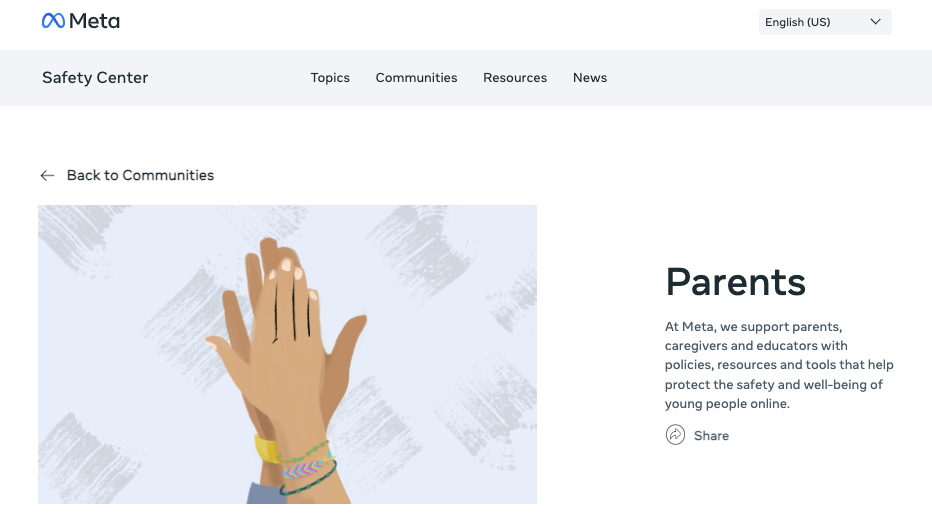 Meta
English (US)
Safety Center
Topics
Communities
Resources
News
Back to Communities
Parents
At Meta, we support parents,
caregivers and educators with
policies, resources and tools that help
protect the safety and well-being of
young people online.
Share